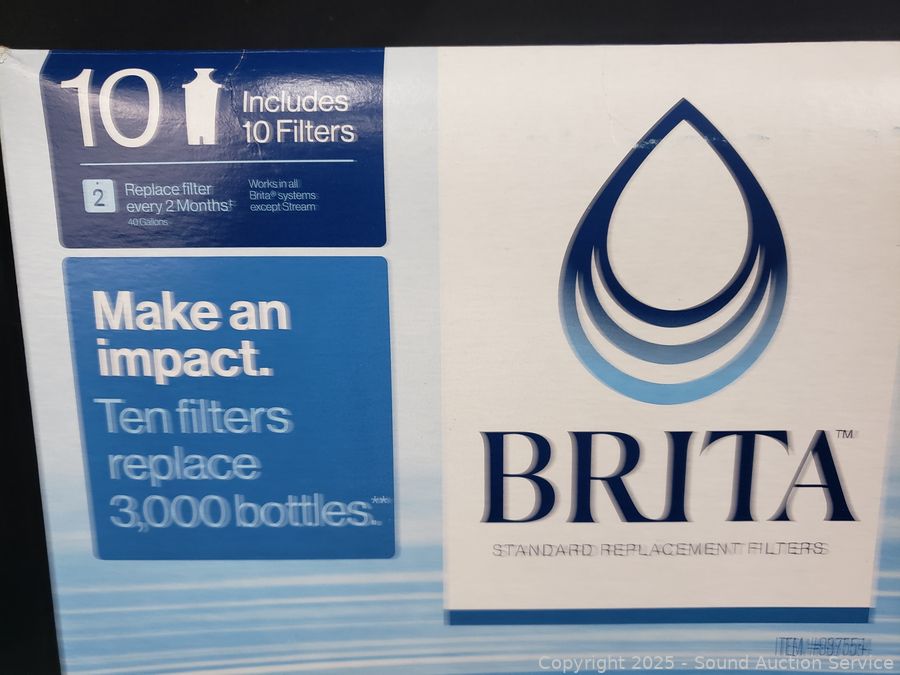 10
Includes
10 Filters
2
Replace filter
every 2 Months‡
40 Gallons
Works in all
Brita® systems
except Stream
Make an
impact.
Ten filters
replace
3,000 bottles.**
BRITA™
STANDARD REPLACEMENT FILTERS
ITEM
Copyright 2025 - Sound Auction Service